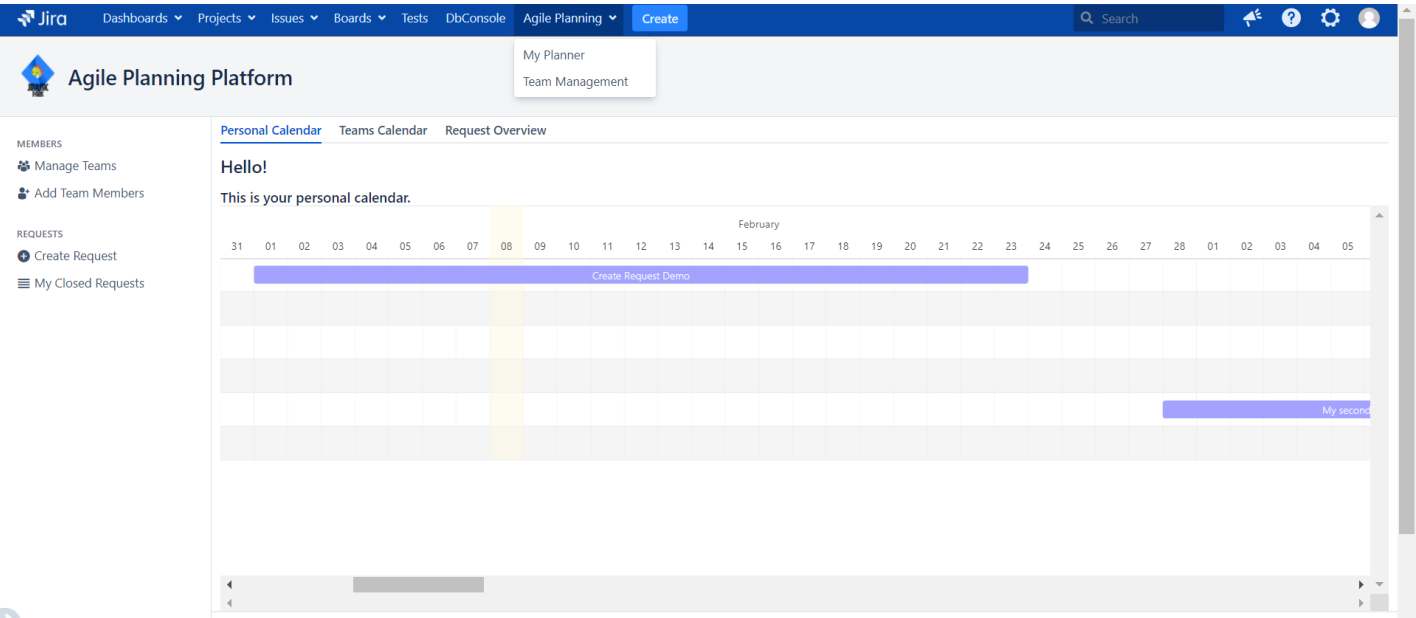 Jira Dashboards Projects Issues Boards Tests DbConsole Agile Planning Create Search
My Planner
Team Management
Agile Planning Platform
MEMBERS
Manage Teams
Add Team Members
REQUESTS
Create Request
My Closed Requests
Personal Calendar Teams Calendar Request Overview
Hello!
This is your personal calendar.
February
31 01 02 03 04 05 06 07 08 09 10 11 12 13 14 15 16 17 18 19 20 21 22 23 24 25 26 27 28 01 02 03 04 05
Create Request Demo
My second